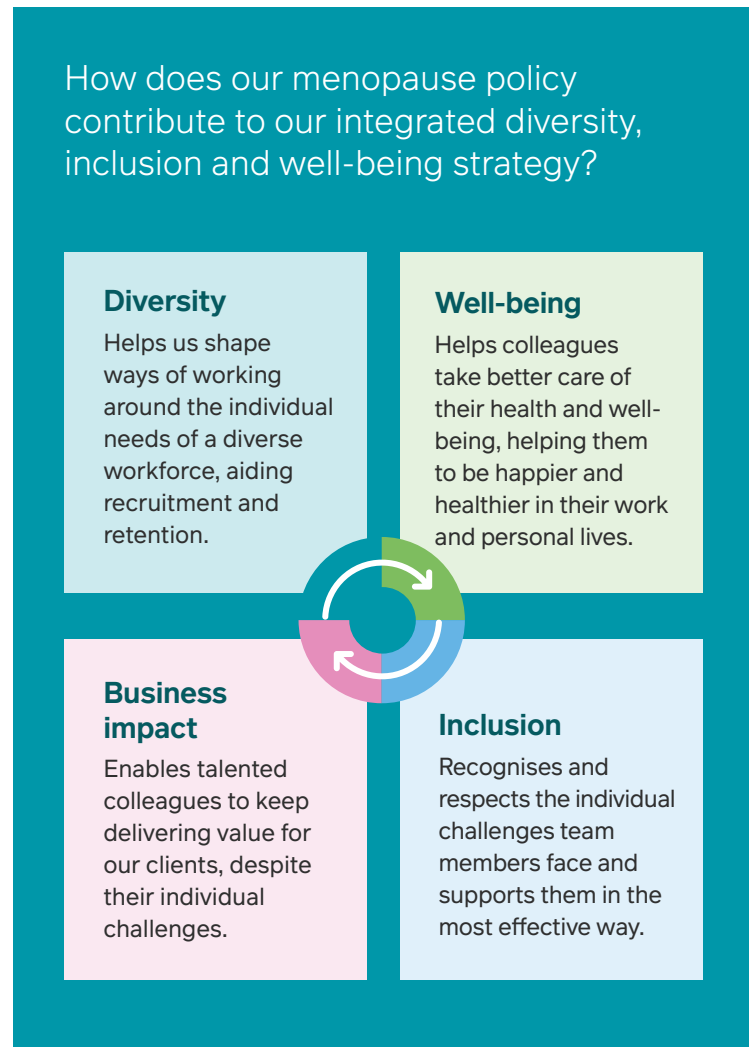 How does our menopause policy
contribute to our integrated diversity,
inclusion and well-being strategy?
Diversity
Helps us shape
ways of working
around the individual
needs of a diverse
workforce, aiding
recruitment and
retention.
Well-being
Helps colleagues
take better care of
their health and well-
being, helping them
to be happier and
healthier in their work
and personal lives.
Business
impact
Enables talented
colleagues to keep
delivering value for
our clients, despite
their individual
challenges.
Inclusion
Recognises and
respects the individual
challenges team
members face and
supports them in the
most effective way.